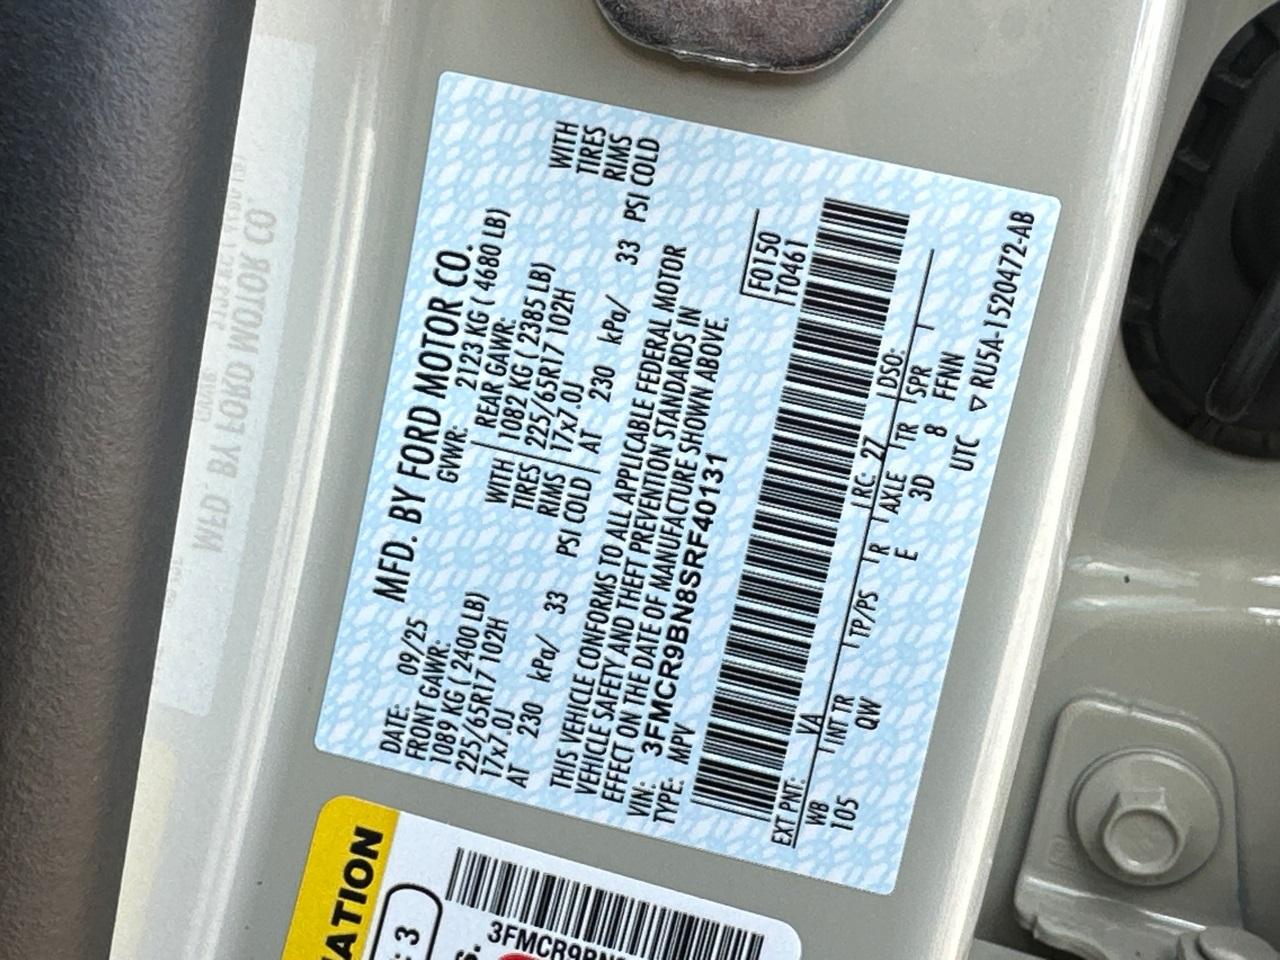 MFD. BY FORD MOTOR CO.
DATE: 09/25 GVWR: 2123 KG ( 4680 LB)
FRONT GAWR: REAR GAWR:
1089 KG ( 2400 LB) WITH 1082 KG ( 2385 LB) WITH
225/65R17 102H TIRES 225/65R17 102H TIRES
17x7.0J RIMS 17x7.0J RIMS
AT 230 kPa/ 33 PSI COLD AT 230 kPa/ 33 PSI COLD
THIS VEHICLE CONFORMS TO ALL APPLICABLE FEDERAL MOTOR
VEHICLE SAFETY AND THEFT PREVENTION STANDARDS IN
EFFECT ON THE DATE OF MANUFACTURE SHOWN ABOVE.
VIN: 3FMCR9BN8SRF40131
TYPE: MPV
F0150
T0461
EXT PNT: VA RC: 27 DSO:
WB INT TR TP/PS R AXLE TR SPR
105 QW E 3D 8 FFNN
UTC ▽ RU5A-1520472-AB
MFD. BY FORD MOTOR CO
ATION
: 3
S.
3FMCR9BN